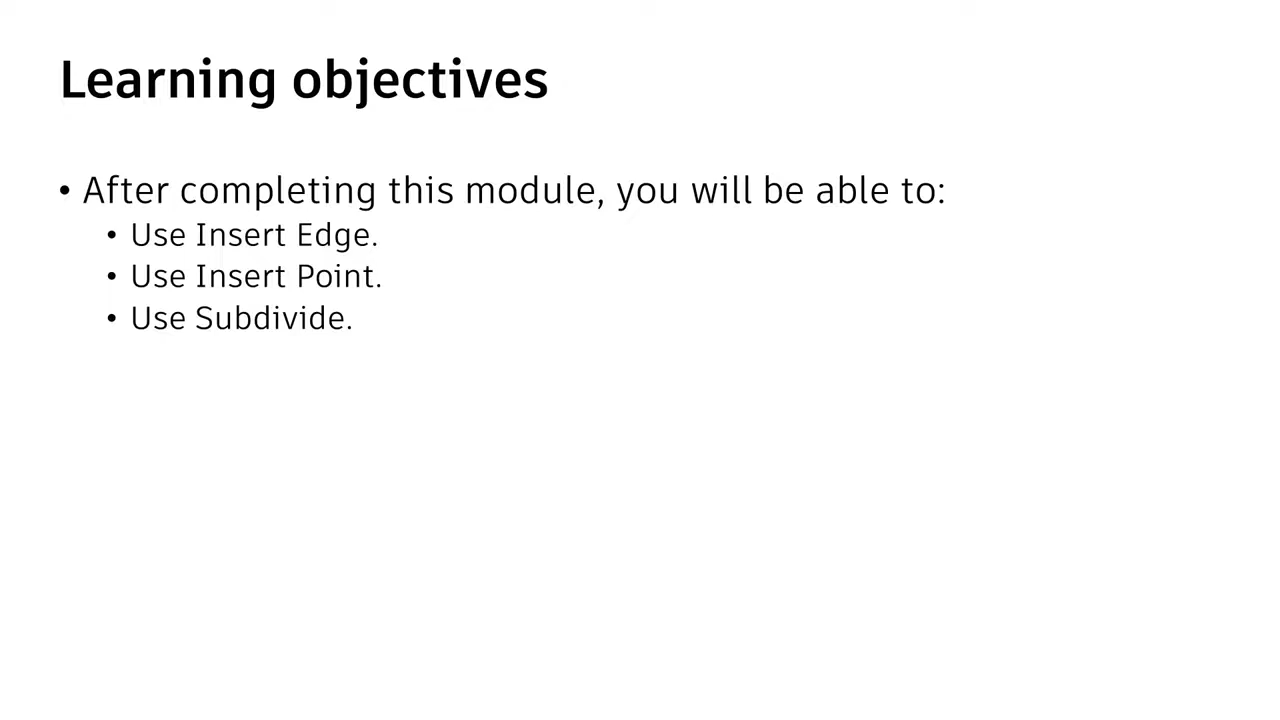 Learning objectives
• After completing this module, you will be able to:
• Use Insert Edge.
• Use Insert Point.
• Use Subdivide.